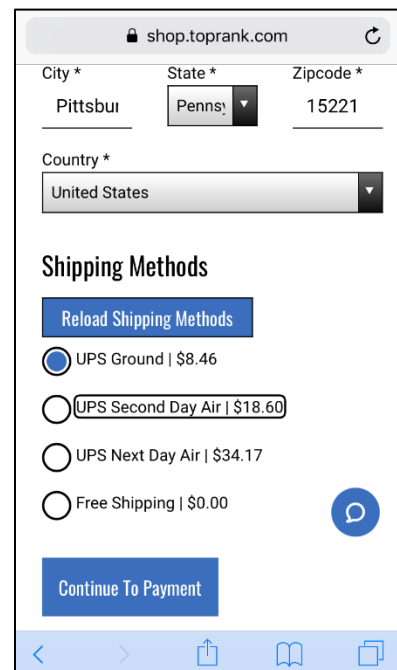 shop.toprank.com
City * State * Zipcode *
Pittsbur Pennsy 15221
Country *
United States
Shipping Methods
Reload Shipping Methods
UPS Ground | $8.46
UPS Second Day Air | $18.60
UPS Next Day Air | $34.17
Free Shipping | $0.00
Continue To Payment